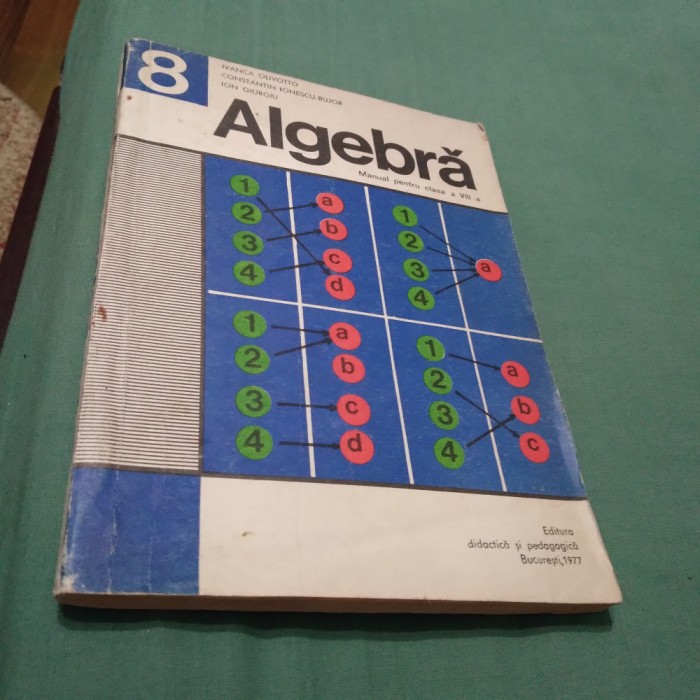 8
IVANCA OLIVOTTO
CONSTANTIN IONESCU-BUJOR
ION GIURGIU
Algebră
Manual pentru clasa a VIII-a
1 a
2 b
3 c
4 d
1
2
3 a
4
1 a
2 b
3 c
4 d
1 a
2 b
3 c
4
Editura
didactică și pedagogică
București, 1977